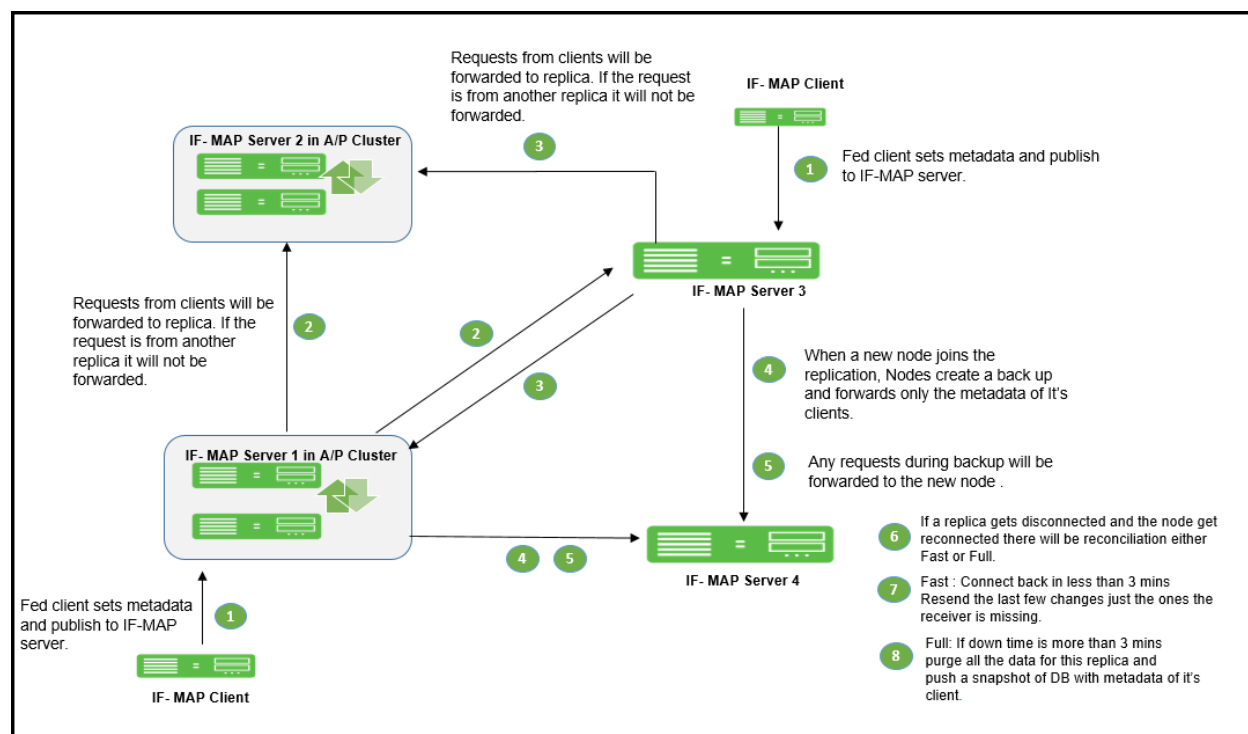 Requests from clients will be
forwarded to replica. If the request
is from another replica it will not be
forwarded.
3
IF- MAP Client
1
Fed client sets metadata and publish
to IF-MAP server.
IF- MAP Server 2 in A/P Cluster
IF- MAP Server 3
Requests from clients will be
forwarded to replica. If the
request is from another
replica it will not be
forwarded.
2
2
3
4
When a new node joins the
replication, Nodes create a back up
and forwards only the metadata of It's
clients.
5
Any requests during backup will be
forwarded to the new node .
IF- MAP Server 1 in A/P Cluster
4
5
IF- MAP Server 4
6
If a replica gets disconnected and the node get
reconnected there will be reconciliation either
Fast or Full.
7
Fast : Connect back in less than 3 mins
Resend the last few changes just the ones the
receiver is missing.
8
Full: If down time is more than 3 mins
purge all the data for this replica and
push a snapshot of DB with metadata of it's
client.
Fed client sets metadata
and publish to IF-MAP
server.
1
IF- MAP Client